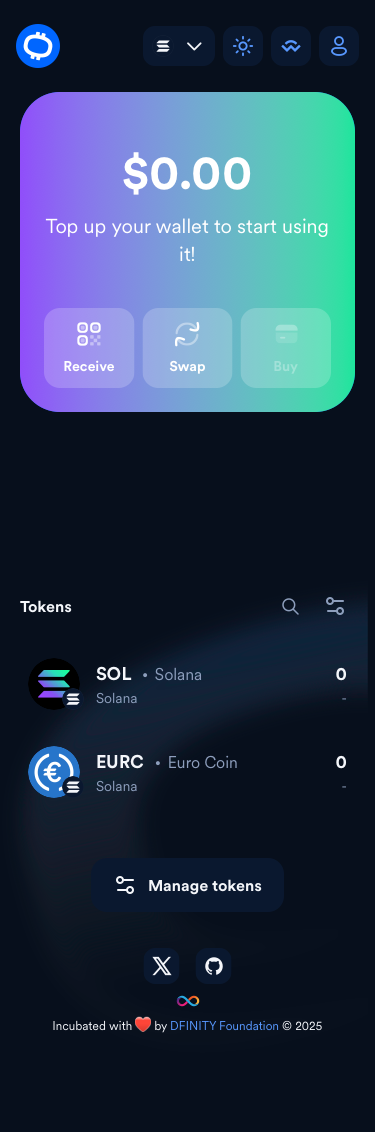 $0.00
Top up your wallet to start using
it!
Receive Swap Buy
Tokens
SOL • Solana 0
Solana -
EURC • Euro Coin 0
Solana -
Manage tokens
Incubated with ❤️ by DFINITY Foundation © 2025